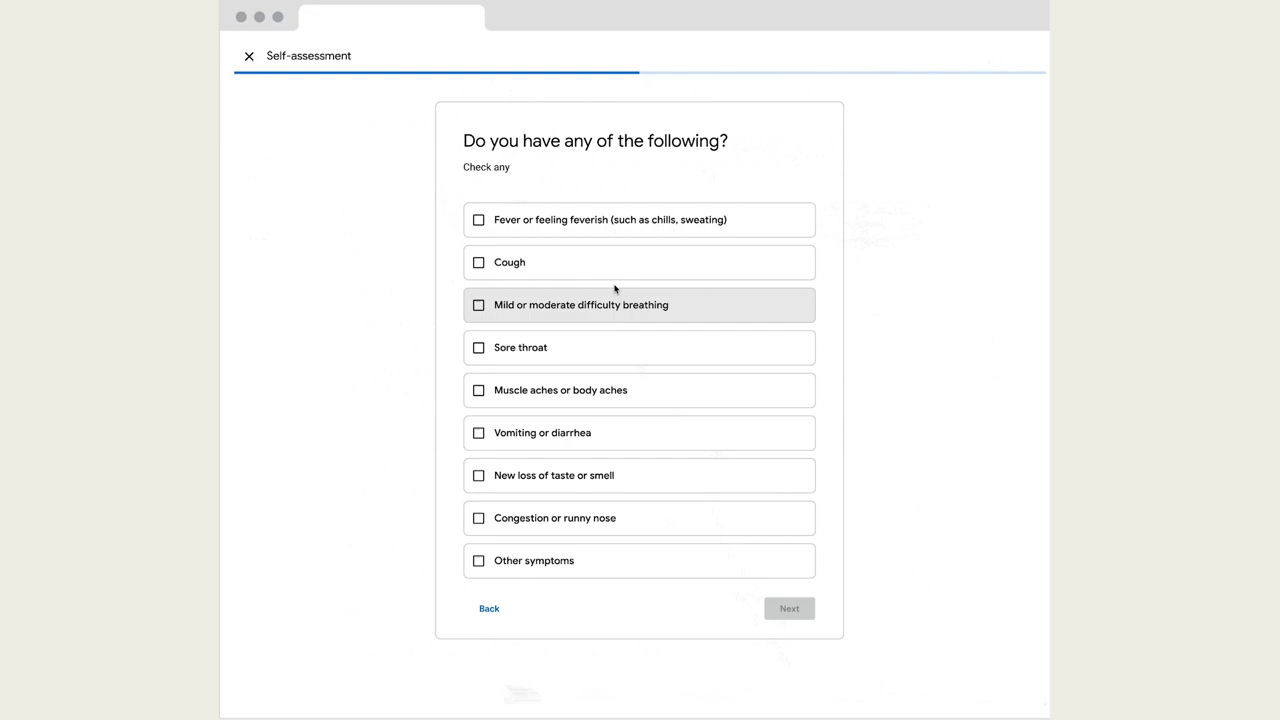 Self-assessment
Do you have any of the following?
Check any
Fever or feeling feverish (such as chills, sweating)
Cough
Mild or moderate difficulty breathing
Sore throat
Muscle aches or body aches
Vomiting or diarrhea
New loss of taste or smell
Congestion or runny nose
Other symptoms
Back
Next